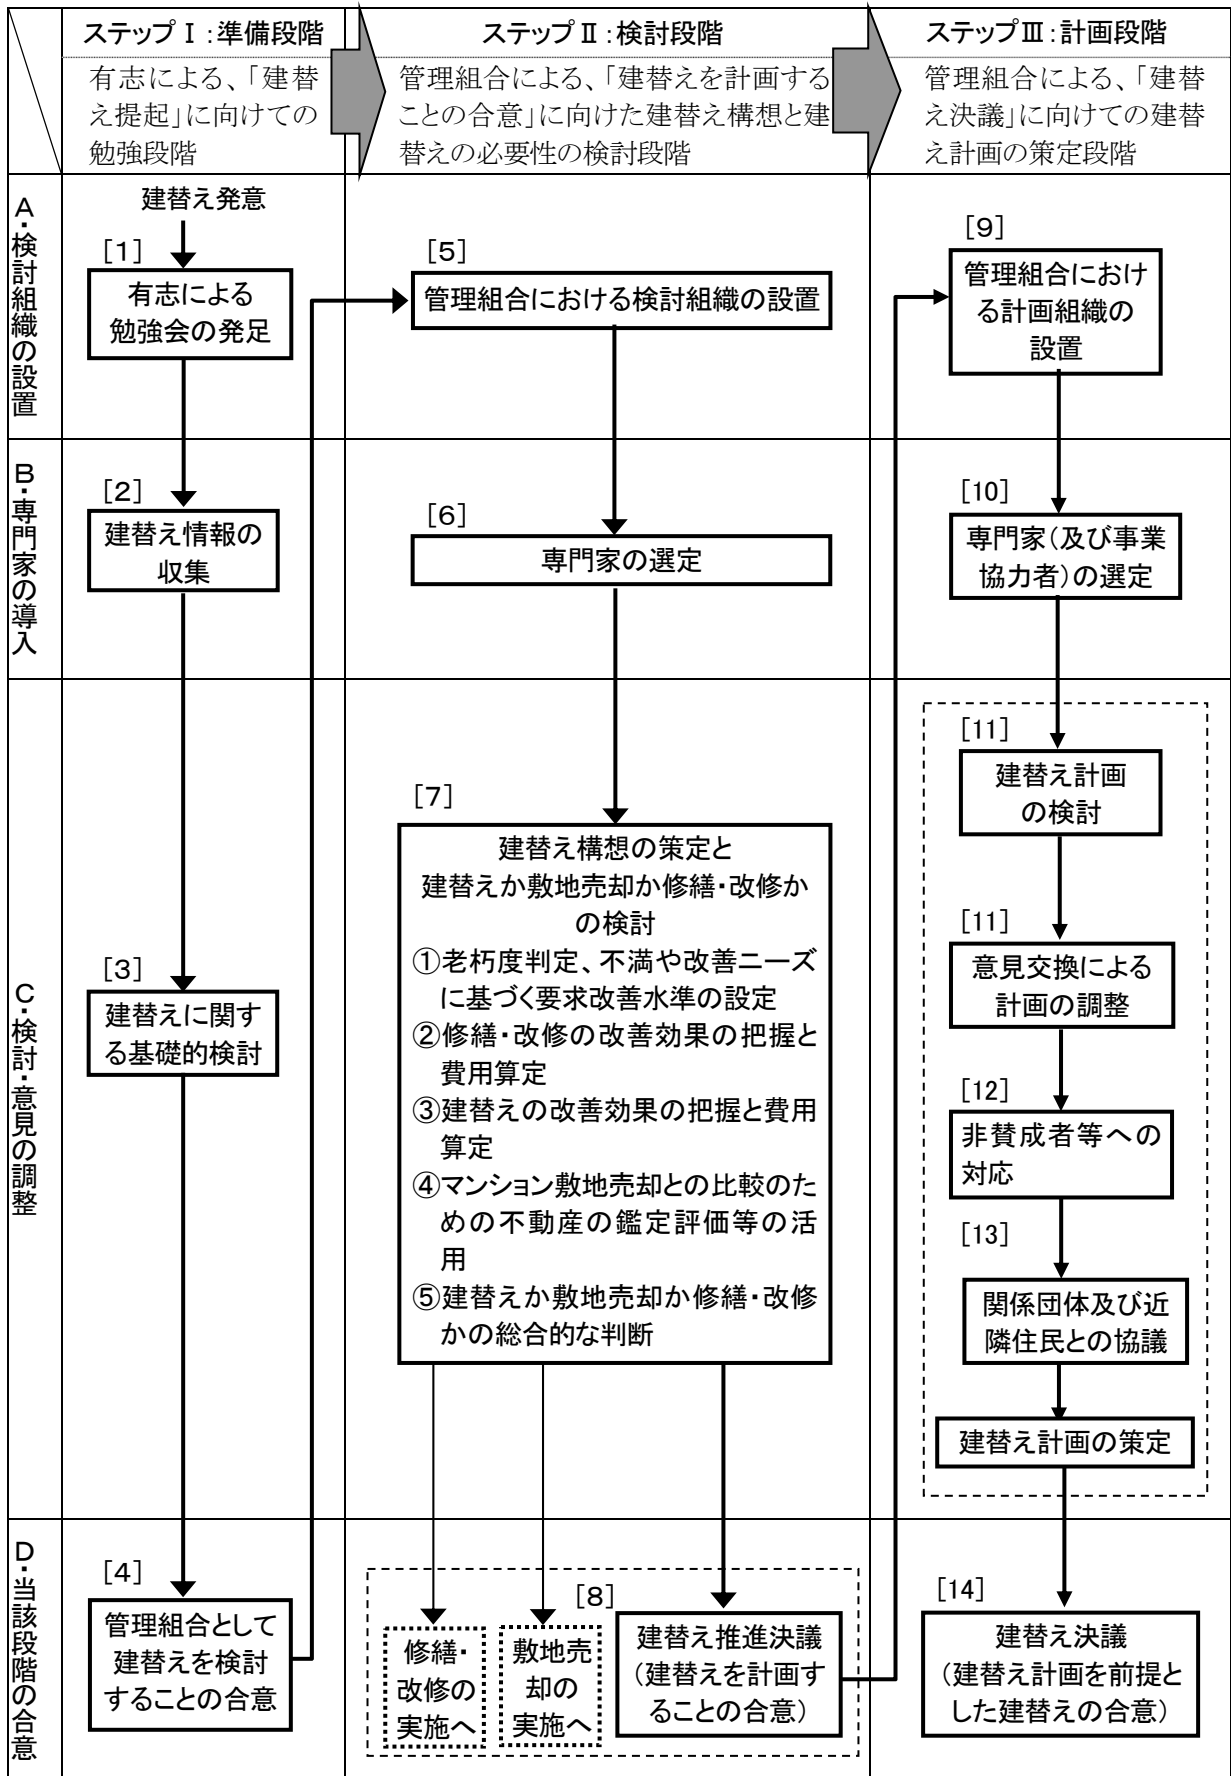 ステップⅠ:準備段階
有志による、「建替
え提起」に向けての
勉強段階
ステップⅡ:検討段階
管理組合による、「建替えを計画する
ことの合意」に向けた建替え構想と建
替えの必要性の検討段階
ステップⅢ:計画段階
管理組合による、「建替
え決議」に向けての建替
え計画の策定段階
A・検討組織の設置
建替え発意
[1]
有志による
勉強会の発足
[5]
管理組合における検討組織の設置
[9]
管理組合におけ
る計画組織の
設置
B・専門家の導入
[2]
建替え情報の
収集
[6]
専門家の選定
[10]
専門家(及び事業
協力者)の選定
C・検討・意見の調整
[3]
建替えに関す
る基礎的検討
[7]
建替え構想の策定と
建替えか敷地売却か修繕・改修か
の検討
①老朽度判定、不満や改善ニーズ
に基づく要求改善水準の設定
②修繕・改修の改善効果の把握と
費用算定
③建替えの改善効果の把握と費用
算定
④マンション敷地売却との比較のた
めの不動産の鑑定評価等の活
用
⑤建替えか敷地売却か修繕・改修
かの総合的な判断
[11]
建替え計画
の検討
[11]
意見交換による
計画の調整
[12]
非賛成者等への
対応
[13]
関係団体及び近
隣住民との協議
建替え計画の策定
D・当該段階の合意
[4]
管理組合として
建替えを検討
することの合意
[8]
修繕・
改修の
実施へ
敷地売
却の
実施へ
建替え推進決議
(建替えを計画す
ることの合意)
[14]
建替え決議
(建替え計画を前提と
した建替えの合意)